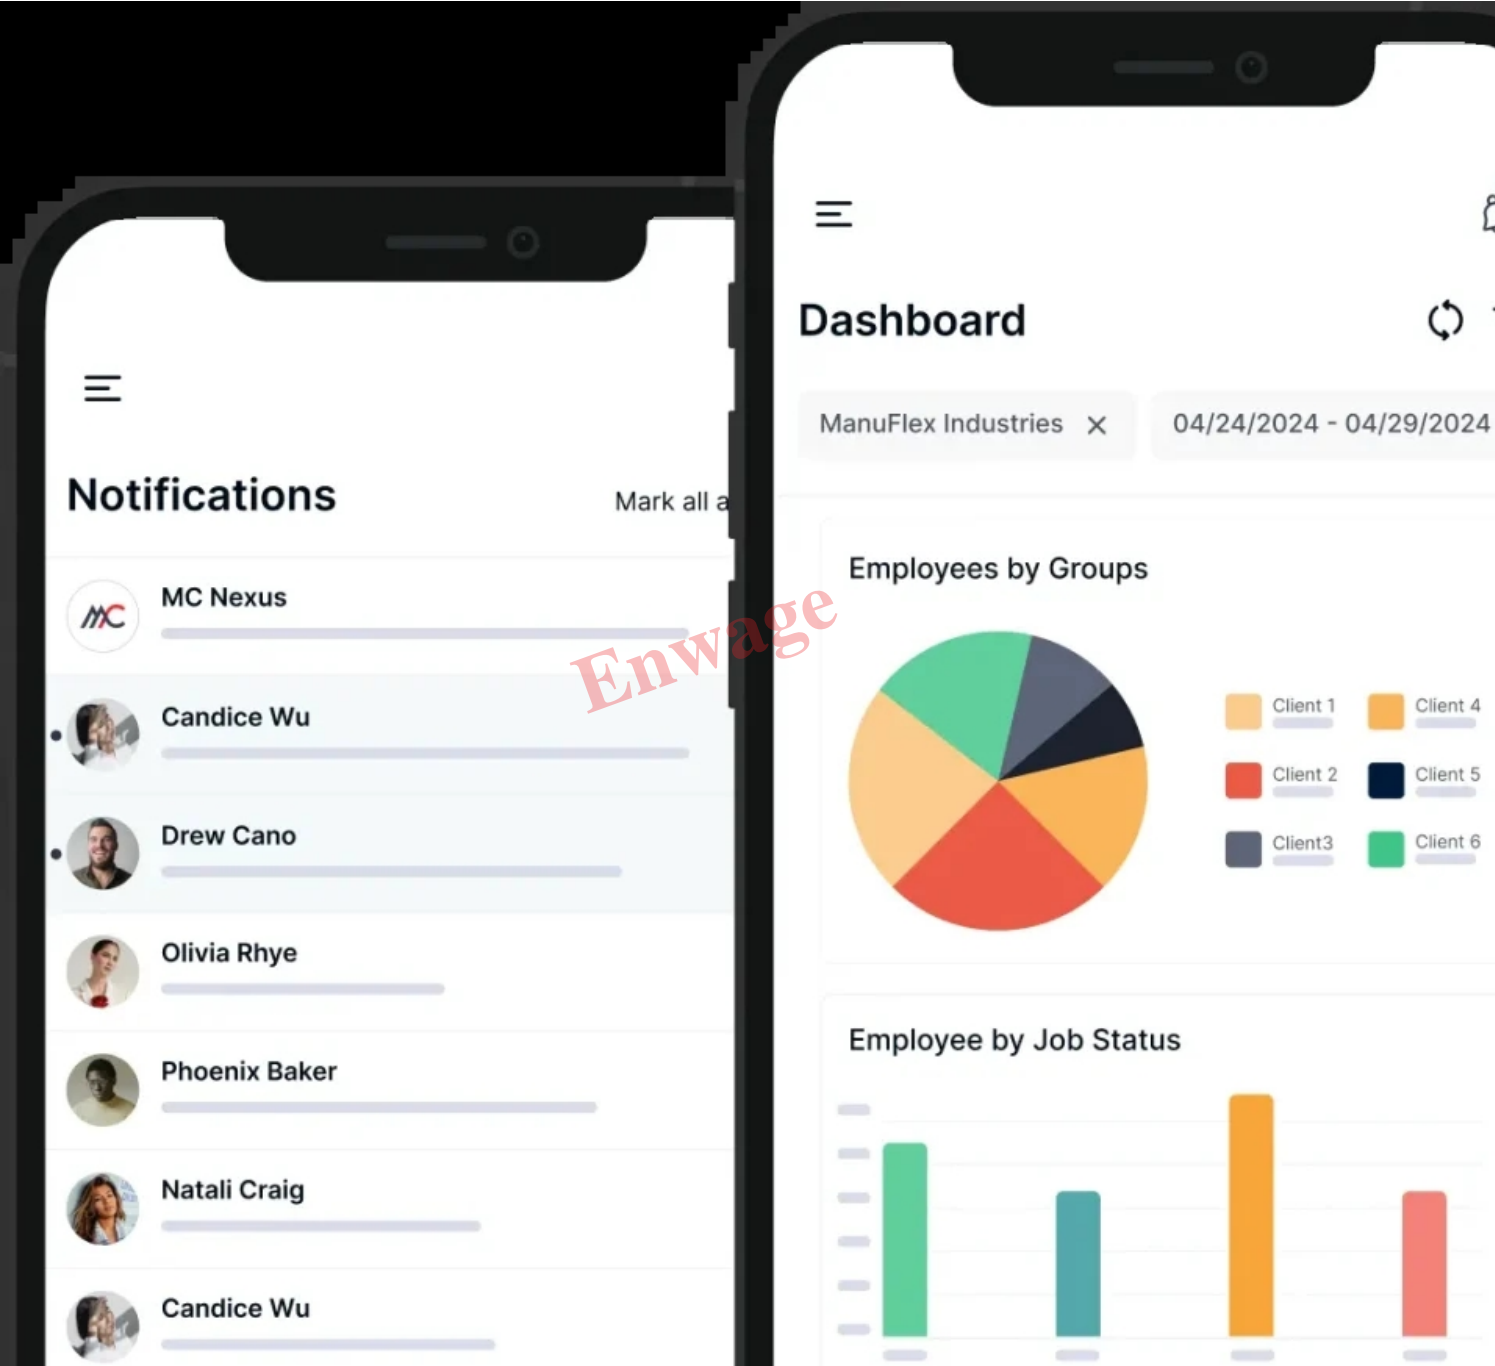 Notifications
Mark all a
MC Nexus
MC
Candice Wu
Drew Cano
Olivia Rhye
Phoenix Baker
Natali Craig
Candice Wu
Enwage
Dashboard
ManuFlex Industries
04/24/2024 - 04/29/2024
Employees by Groups
Client 1
Client 4
Client 2
Client 5
Client3
Client 6
Employee by Job Status